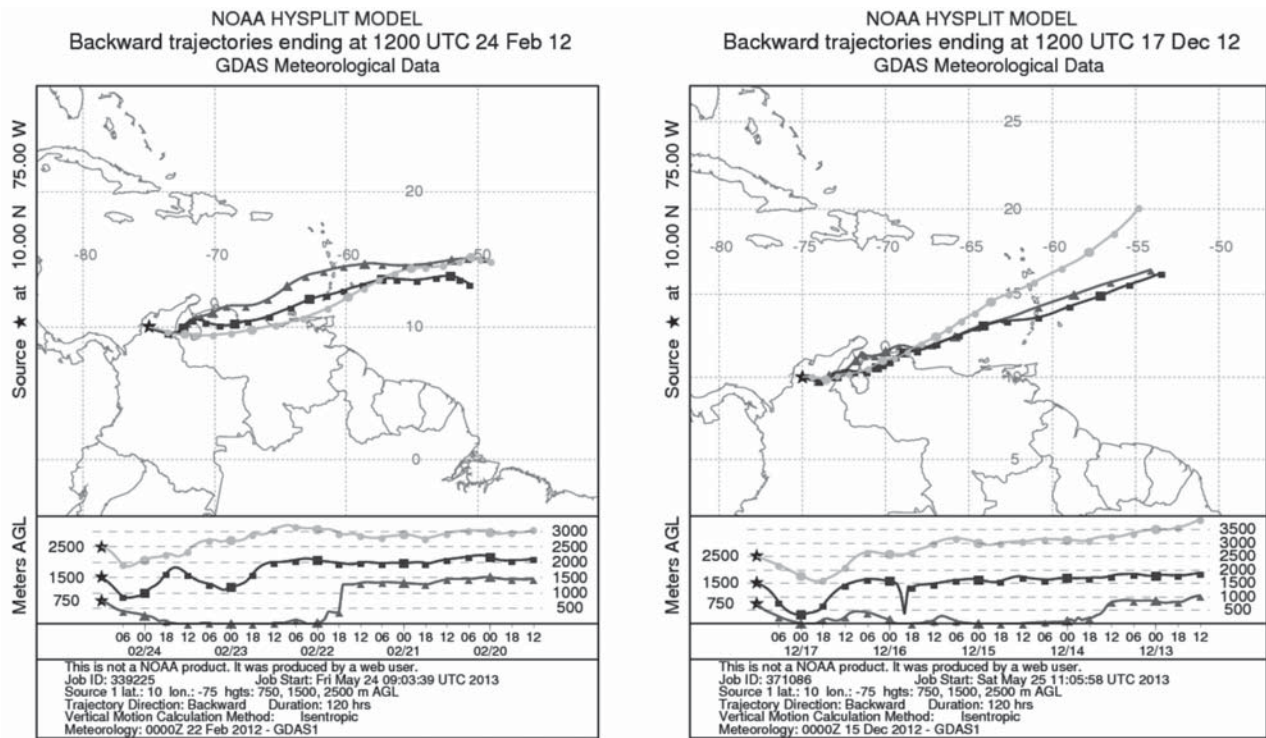 NOAA HYSPLIT MODEL
Backward trajectories ending at 1200 UTC 24 Feb 12
GDAS Meteorological Data
Source ★ at 10.00 N 75.00 W
20
-80
-70
-60
-50
10
0
Meters AGL
2500
1500
750
3000
2500
2000
1500
1000
500
06 00 18 12 06 00 18 12 06 00 18 12 06 00 18 12 06 00 18 12
02/24 02/23 02/22 02/21 02/20
This is not a NOAA product. It was produced by a web user.
Job ID: 339225 Job Start: Fri May 24 09:03:39 UTC 2013
Source 1 lat.: 10 lon.: -75 hgts: 750, 1500, 2500 m AGL
Trajectory Direction: Backward Duration: 120 hrs
Vertical Motion Calculation Method: Isentropic
Meteorology: 0000Z 22 Feb 2012 - GDAS1
NOAA HYSPLIT MODEL
Backward trajectories ending at 1200 UTC 17 Dec 12
GDAS Meteorological Data
Source ★ at 10.00 N 75.00 W
25
20
-80
-75
-70
-65
-60
-55
-50
15
10
5
Meters AGL
2500
1500
750
3500
3000
2500
2000
1500
1000
500
06 00 18 12 06 00 18 12 06 00 18 12 06 00 18 12 06 00 18 12
12/17 12/16 12/15 12/14 12/13
This is not a NOAA product. It was produced by a web user.
Job ID: 371086 Job Start: Sat May 25 11:05:58 UTC 2013
Source 1 lat.: 10 lon.: -75 hgts: 750, 1500, 2500 m AGL
Trajectory Direction: Backward Duration: 120 hrs
Vertical Motion Calculation Method: Isentropic
Meteorology: 0000Z 15 Dec 2012 - GDAS1